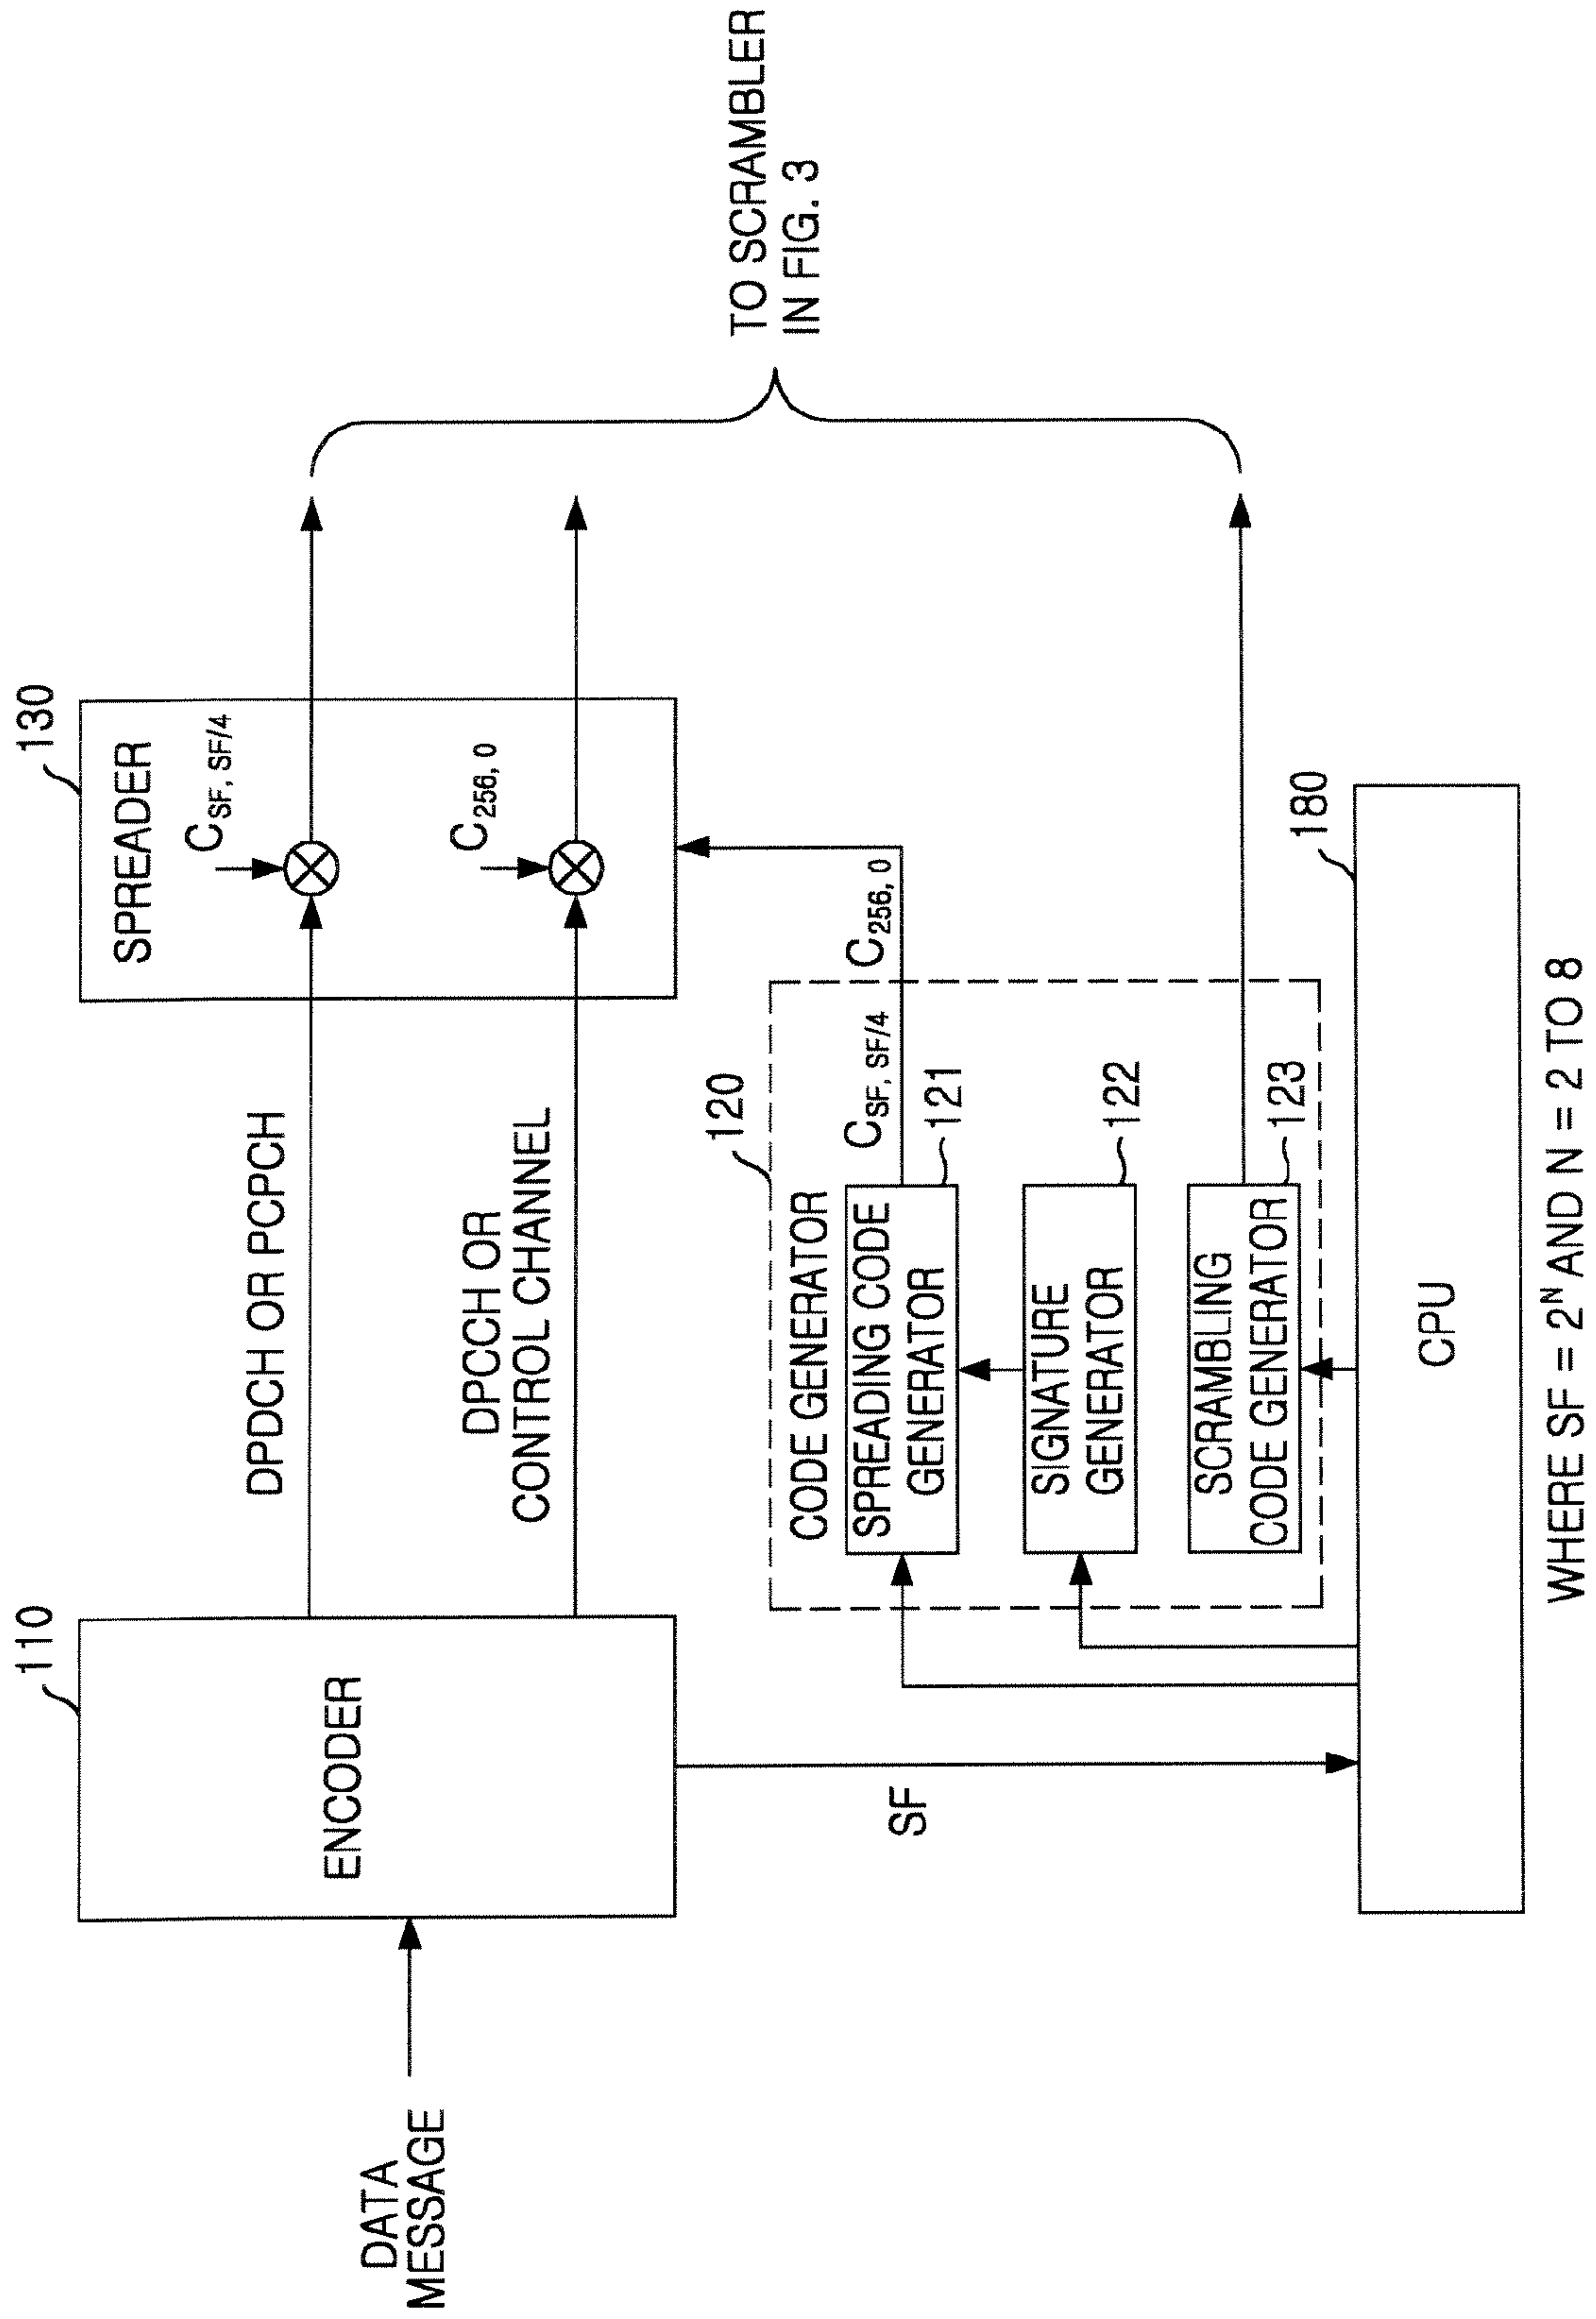 110
130
ENCODER
SPREADER
DPDCH OR PCPCH
C_SF, SF/4
DATA
MESSAGE
DPCCH OR
CONTROL CHANNEL
C_256, 0
TO SCRAMBLER
IN FIG. 3
120
CODE GENERATOR
SPREADING CODE
GENERATOR
C_SF, SF/4 C_256, 0
121
SF
SIGNATURE
GENERATOR
122
SCRAMBLING
CODE GENERATOR
123
180
CPU
WHERE SF = 2^N AND N = 2 TO 8